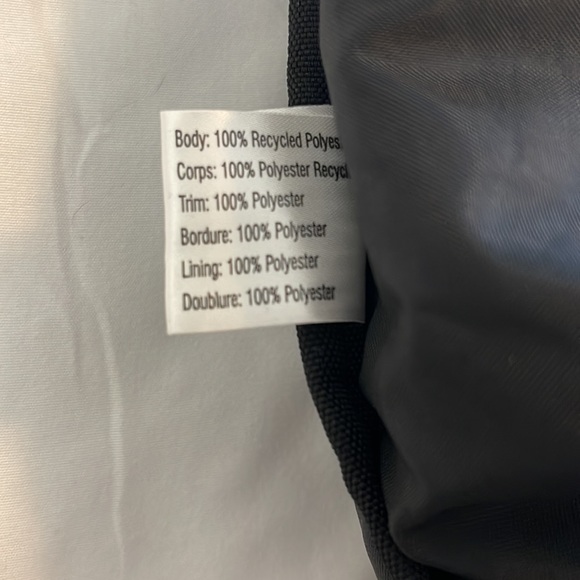 Body: 100% Recycled Polyes
Corps: 100% Polyester Recycl
Trim: 100% Polyester
Bordure: 100% Polyester
Lining: 100% Polyester
Doublure: 100% Polyester